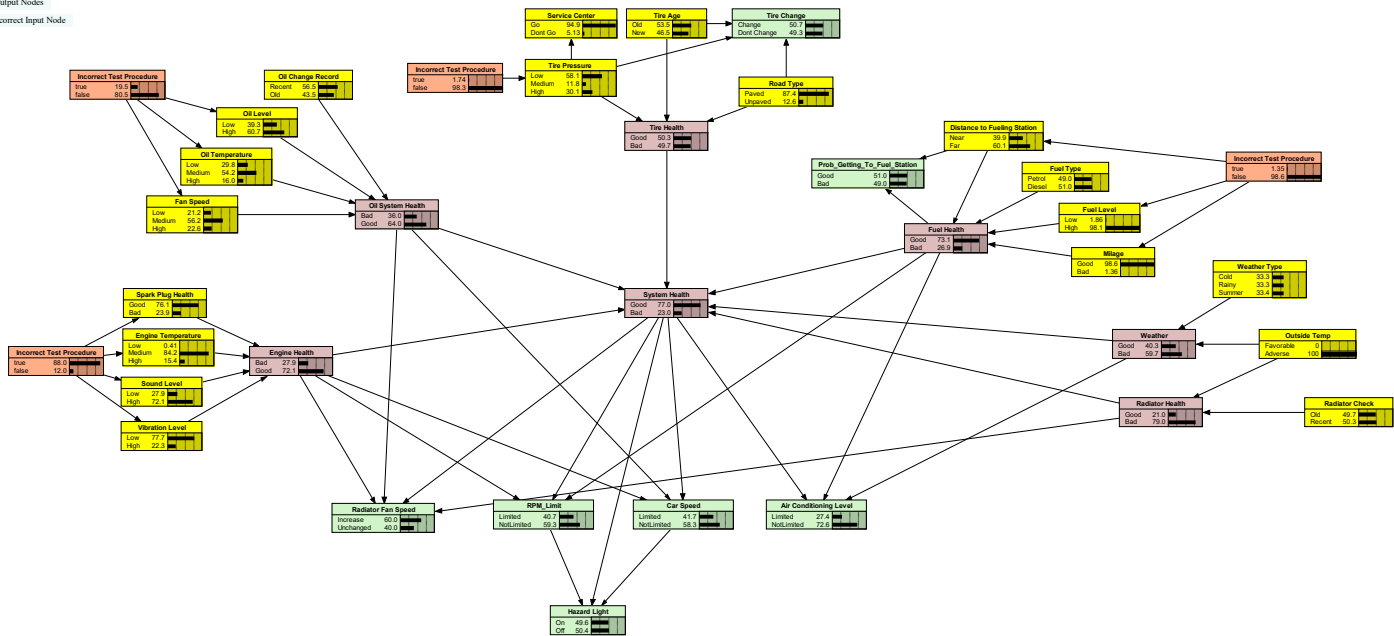 utput Nodes
ncorrect Input Node
Service Center
Go 94.9
Dont Go 5.13
Tire Age
Old 53.5
New 46.5
Tire Change
Change 50.7
Dont Change 49.3
Incorrect Test Procedure
true 19.5
false 80.5
Oil Change Record
Recent 56.5
Old 43.5
Incorrect Test Procedure
true 1.74
false 98.3
Tire Pressure
Low 58.1
Medium 11.8
High 30.1
Road Type
Paved 87.4
Unpaved 12.6
Oil Level
Low 39.3
High 60.7
Tire Health
Good 50.3
Bad 49.7
Distance to Fueling Station
Near 39.9
Far 60.1
Oil Temperature
Low 29.8
Medium 54.2
High 16.0
Prob_Getting_To_Fuel_Station
Good 51.0
Bad 49.0
Fuel Type
Petrol 49.0
Diesel 51.0
Incorrect Test Procedure
true 1.35
false 98.6
Fan Speed
Low 21.2
Medium 56.2
High 22.6
Oil System Health
Bad 36.0
Good 64.0
Fuel Level
Low 1.86
High 98.1
Fuel Health
Good 73.1
Bad 26.9
Milage
Good 98.6
Bad 1.36
Weather Type
Cold 33.3
Rainy 33.3
Summer 33.4
Spark Plug Health
Good 76.1
Bad 23.9
System Health
Good 77.0
Bad 23.0
Engine Temperature
Low 0.41
Medium 84.2
High 15.4
Weather
Good 40.3
Bad 59.7
Outside Temp
Favorable 0
Adverse 100
Incorrect Test Procedure
true 88.0
false 12.0
Engine Health
Bad 27.9
Good 72.1
Sound Level
Low 27.9
High 72.1
Radiator Health
Good 21.0
Bad 79.0
Radiator Check
Old 49.7
Recent 50.3
Vibration Level
Low 77.7
High 22.3
Radiator Fan Speed
Increase 60.0
Unchanged 40.0
RPM_Limit
Limited 40.7
NotLimited 59.3
Car Speed
Limited 41.7
NotLimited 58.3
Air Conditioning Level
Limited 27.4
NotLimited 72.6
Hazard Light
On 49.6
Off 50.4